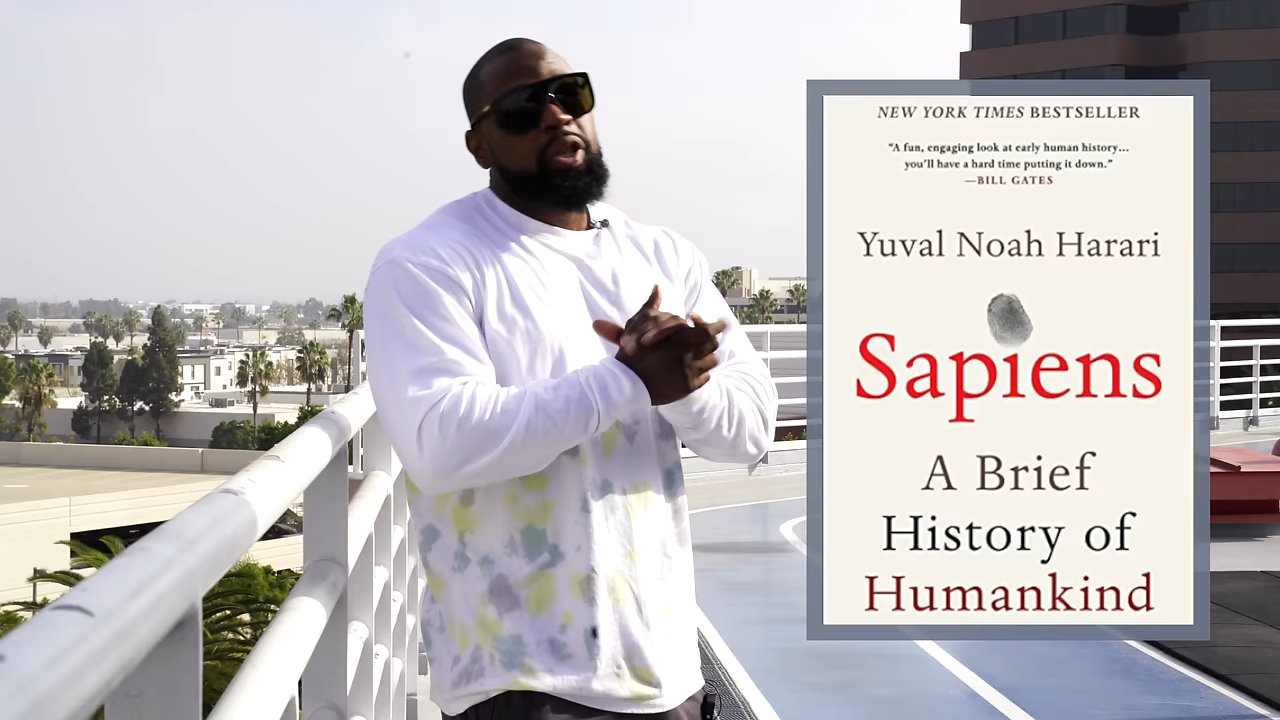 NEW YORK TIMES BESTSELLER
“A fun, engaging look at early human history...
you’ll have a hard time putting it down.”
—BILL GATES
Yuval Noah Harari
Sapiens
A Brief
History of
Humankind